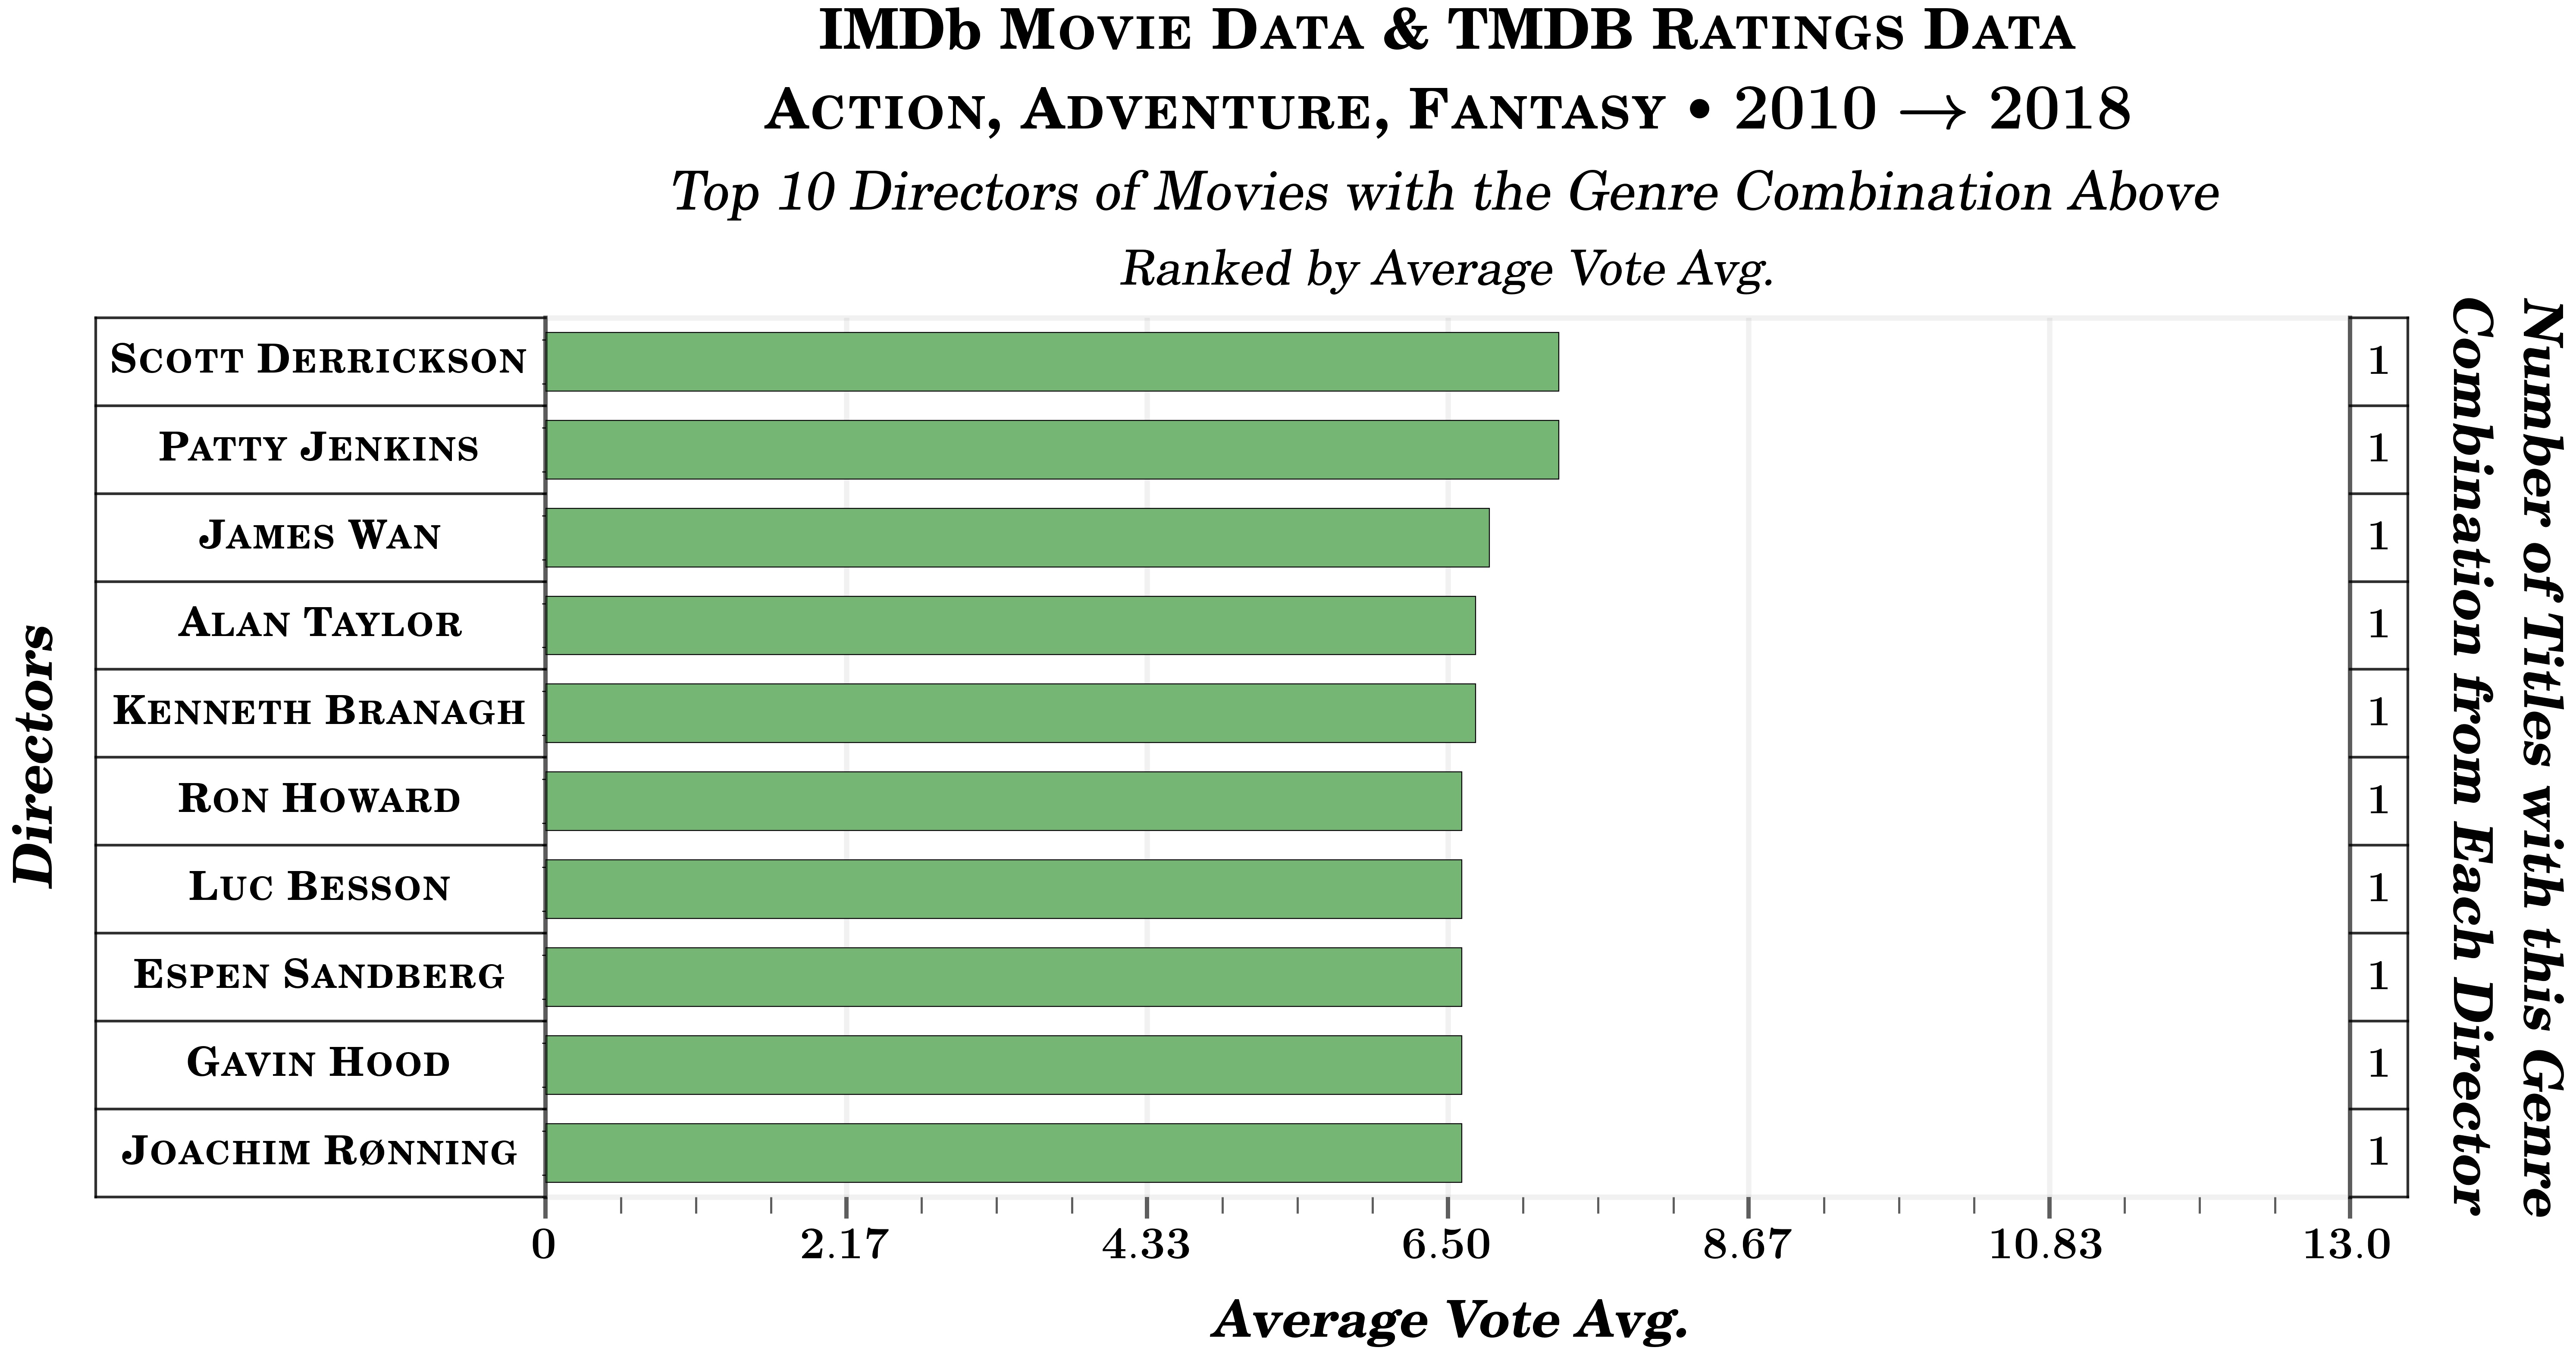 IMDb Movie Data & TMDB Ratings Data
Action, Adventure, Fantasy • 2010 → 2018
Top 10 Directors of Movies with the Genre Combination Above
Ranked by Average Vote Avg.
Directors
Scott Derrickson 1
Patty Jenkins 1
James Wan 1
Alan Taylor 1
Kenneth Branagh 1
Ron Howard 1
Luc Besson 1
Espen Sandberg 1
Gavin Hood 1
Joachim Rønning 1
Number of Titles with this Genre
Combination from Each Director
0 2.17 4.33 6.50 8.67 10.83 13.0
Average Vote Avg.